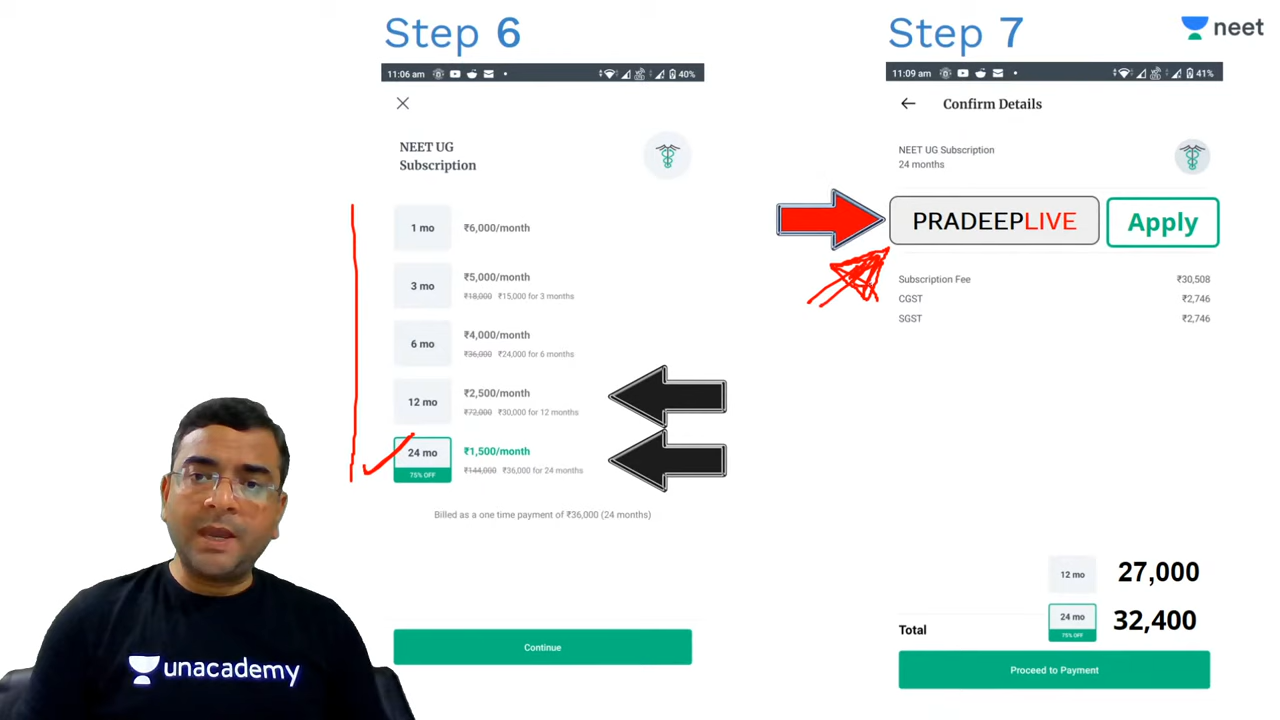 Step 6
11:06 am
40%
NEET UG
Subscription
1 mo ₹6,000/month
3 mo ₹5,000/month
₹18,000 ₹15,000 for 3 months
6 mo ₹4,000/month
₹36,000 ₹24,000 for 6 months
12 mo ₹2,500/month
₹72,000 ₹30,000 for 12 months
24 mo ₹1,500/month
75% OFF ₹144,000 ₹36,000 for 24 months
Billed as a one time payment of ₹36,000 (24 months)
Continue
Step 7
neet
11:09 am
41%
Confirm Details
NEET UG Subscription
24 months
PRADEEPLIVE Apply
Subscription Fee ₹30,508
CGST ₹2,746
SGST ₹2,746
12 mo 27,000
24 mo 32,400
75% OFF
Total
Proceed to Payment
unacademy